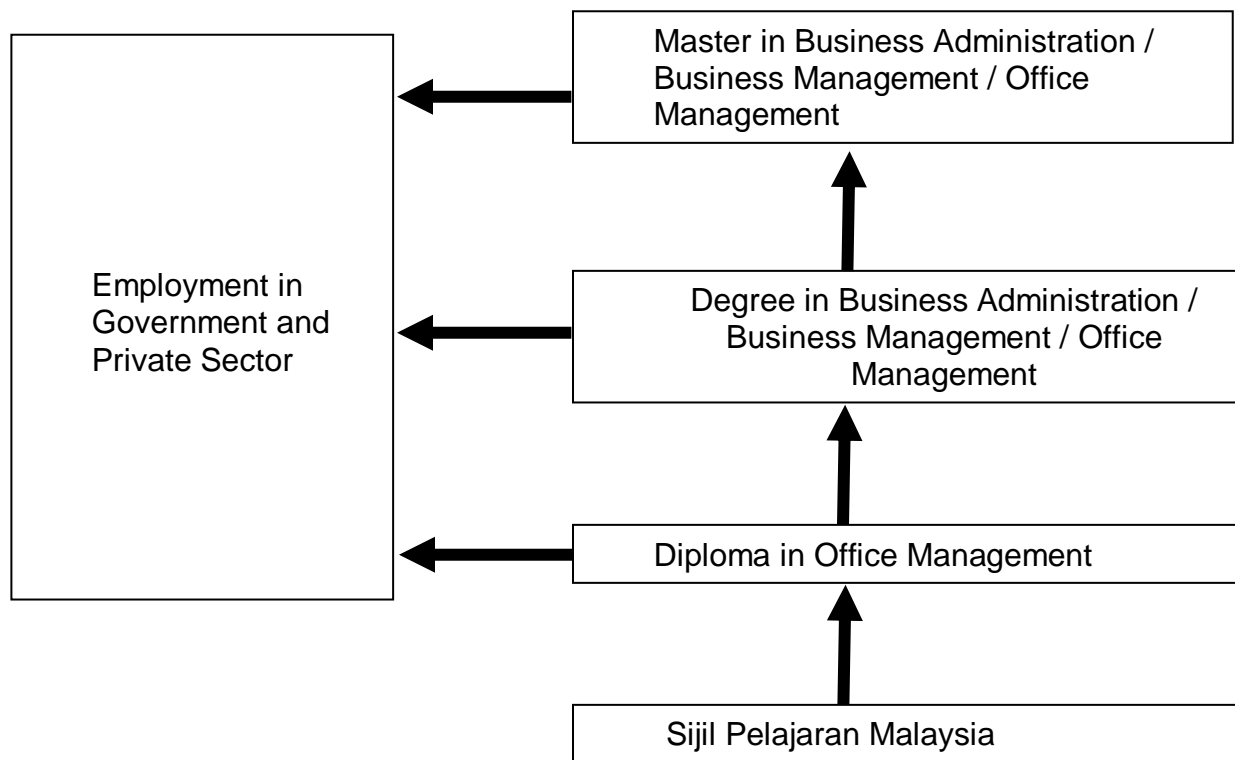 Master in Business Administration /
Business Management / Office
Management
Employment in
Government and
Private Sector
Degree in Business Administration /
Business Management / Office
Management
Diploma in Office Management
Sijil Pelajaran Malaysia